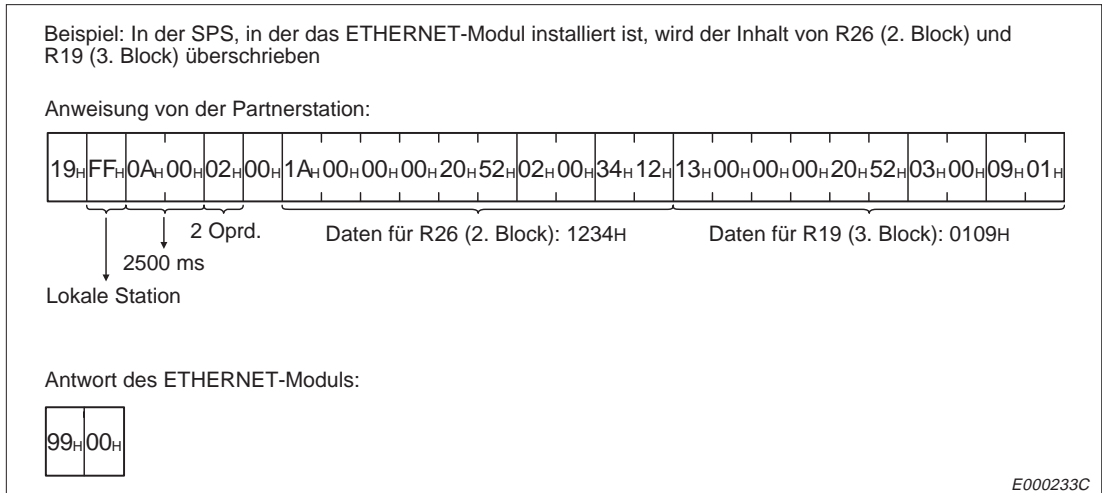 Beispiel: In der SPS, in der das ETHERNET-Modul installiert ist, wird der Inhalt von R26 (2. Block) und
R19 (3. Block) überschrieben
Anweisung von der Partnerstation:
19H FFH 0AH 00H 02H 00H 1AH 00H 00H 00H 20H 52H 02H 00H 34H 12H 13H 00H 00H 00H 20H 52H 03H 00H 09H 01H
2 Oprd. Daten für R26 (2. Block): 1234H Daten für R19 (3. Block): 0109H
2500 ms
Lokale Station
Antwort des ETHERNET-Moduls:
99H 00H
E000233C